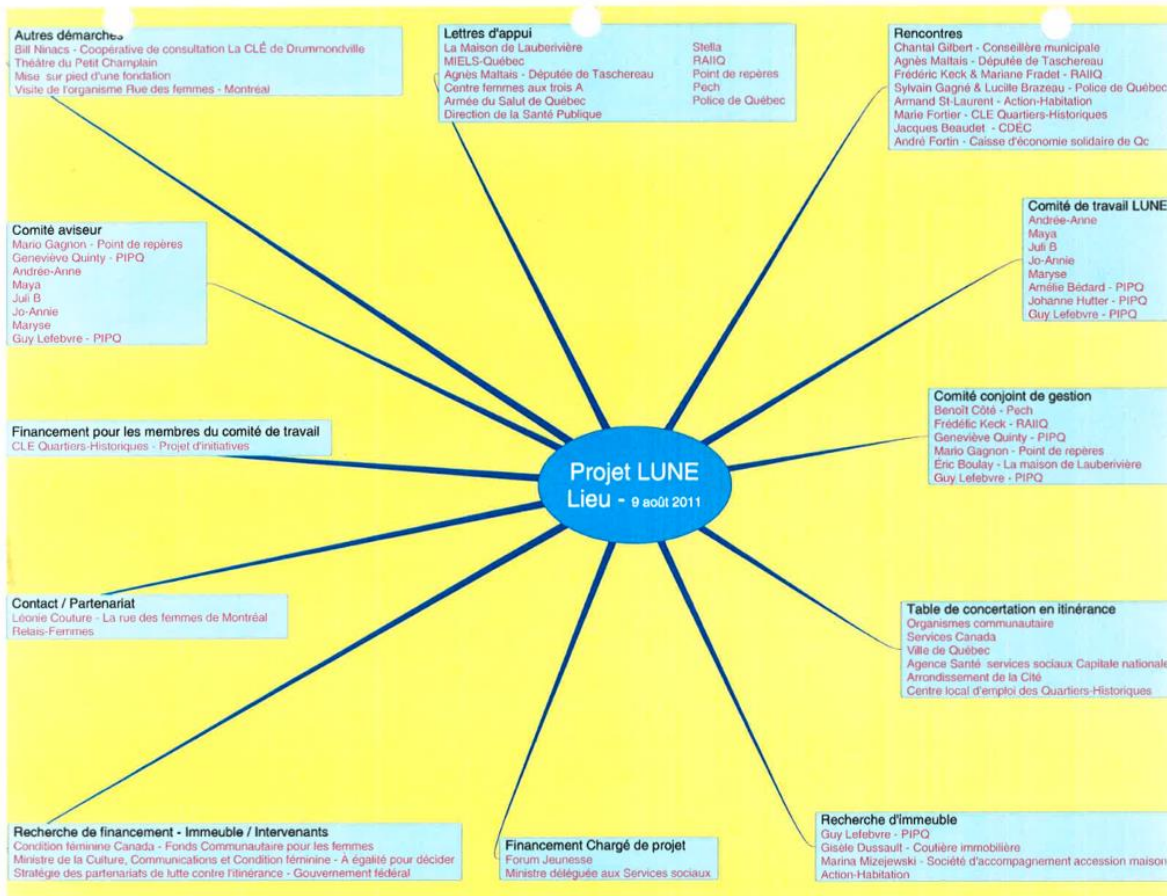 Autres démarches
Bill Ninacs - Coopérative de consultation La CLÉ de Drummondville
Théâtre du Petit Champlain
Mise sur pied d'une fondation
Visite de l'organisme Rue des femmes - Montréal
Lettres d'appui
La Maison de Lauberivière
MIELS-Québec
Agnès Maltais - Députée de Taschereau
Centre femmes aux trois A
Armée du Salut de Québec
Direction de la Santé Publique
Stella
RAIIQ
Point de repères
Pech
Police de Québec
Rencontres
Chantal Gilbert - Conseillère municipale
Agnès Maltais - Députée de Taschereau
Frédéric Keck & Mariane Fradet - RAIIQ
Sylvain Gagné & Lucille Brazeau - Police de Québec
Armand St-Laurent - Action-Habitation
Marie Fortier - CLE Quartiers-Historiques
Jacques Beaudet - CDÉC
André Fortin - Caisse d'économie solidaire de Qc
Comité aviseur
Mario Gagnon - Point de repères
Geneviève Quinty - PIPQ
Andrée-Anne
Maya
Juli B
Jo-Annie
Maryse
Guy Lefebvre - PIPQ
Comité de travail LUNE
Andrée-Anne
Maya
Juli B
Jo-Annie
Maryse
Amélie Bédard - PIPQ
Johanne Hutter - PIPQ
Guy Lefebvre - PIPQ
Financement pour les membres du comité de travail
CLE Quartiers-Historiques - Projet d'initiatives
Projet LUNE
Lieu - 9 août 2011
Comité conjoint de gestion
Benoît Côté - Pech
Frédéfic Keck - RAIIQ
Geneviève Quinty - PIPQ
Mario Gagnon - Point de repères
Éric Boulay - La maison de Lauberivière
Guy Lefebvre - PIPQ
Contact / Partenariat
Léonie Couture - La rue des femmes de Montréal
Relais-Femmes
Table de concertation en itinérance
Organismes communautaire
Services Canada
Ville de Québec
Agence Santé services sociaux Capitale nationale
Arrondissement de la Cité
Centre local d'emploi des Quartiers-Historiques
Recherche de financement - Immeuble / Intervenants
Condition féminine Canada - Fonds Communautaire pour les femmes
Ministre de la Culture, Communications et Condition féminine - À égalité pour décider
Stratégie des partenariats de lutte contre l'itinérance - Gouvernement fédéral
Financement Chargé de projet
Forum Jeunesse
Ministre déléguée aux Services sociaux
Recherche d'immeuble
Guy Lefebvre - PIPQ
Gisèle Dussault - Coutière immobilière
Marina Mizejewski - Société d'accompagnement accession maison
Action-Habitation